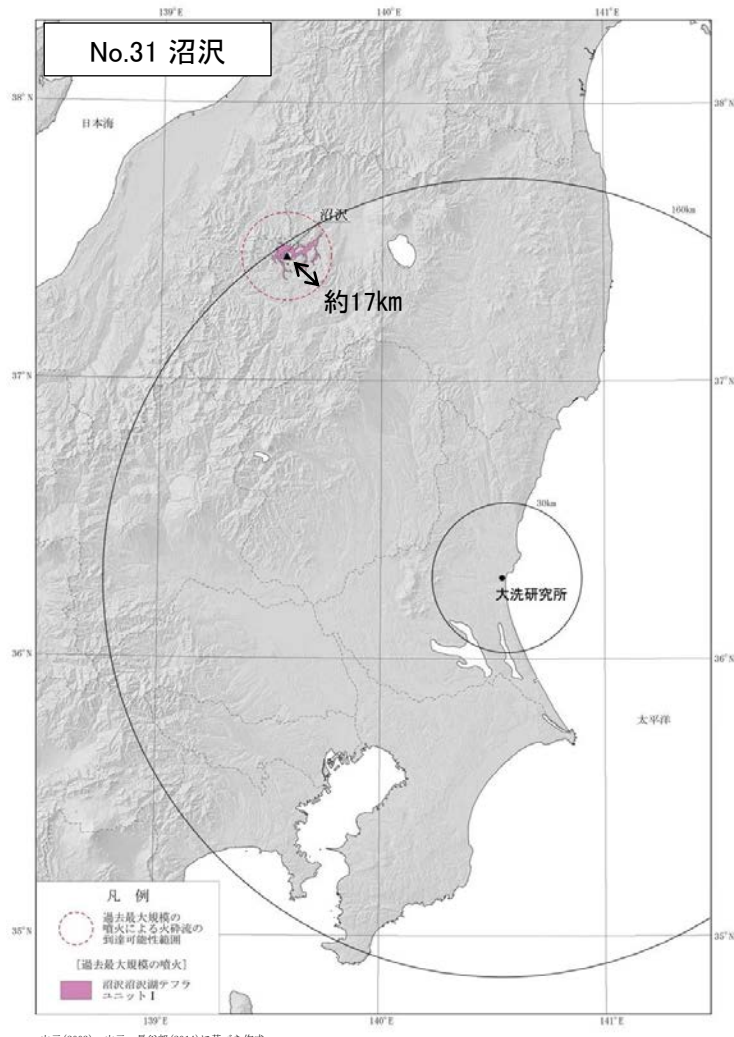 139°E
140°E
141°E
No.31 沼沢
38°N
38°N
日本海
沼沢
160km
約17km
37°N
37°N
30km
大洗研究所
36°N
36°N
太平洋
凡 例
過去最大規模の
噴火による火砕流の
到達可能性範囲
[過去最大規模の噴火]
沼沢沼沢湖テフラ
ユニットⅠ
35°N
35°N
139°E
140°E
141°E